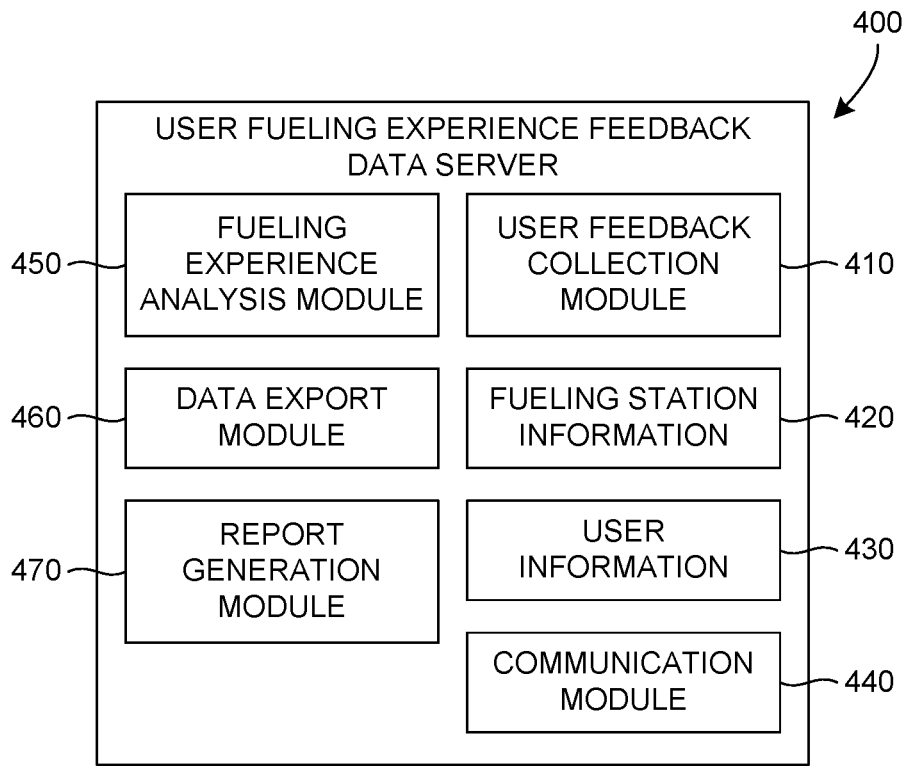 400
USER FUELING EXPERIENCE FEEDBACK
DATA SERVER
450
FUELING
EXPERIENCE
ANALYSIS MODULE
USER FEEDBACK
COLLECTION
MODULE
410
460
DATA EXPORT
MODULE
FUELING STATION
INFORMATION
420
470
REPORT
GENERATION
MODULE
USER
INFORMATION
430
COMMUNICATION
MODULE
440